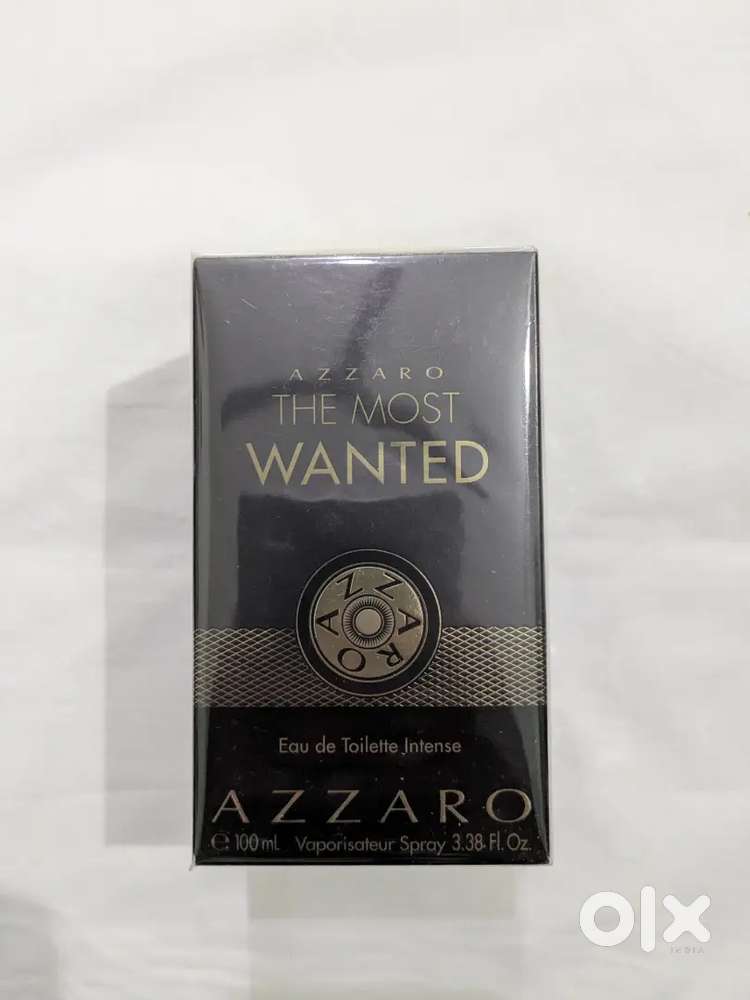 AZZARO
THE MOST
WANTED
AZZARO
Eau de Toilette Intense
AZZARO
e 100 ml. Vaporisateur Spray 3.38 Fl. Oz.
olx
INDIA